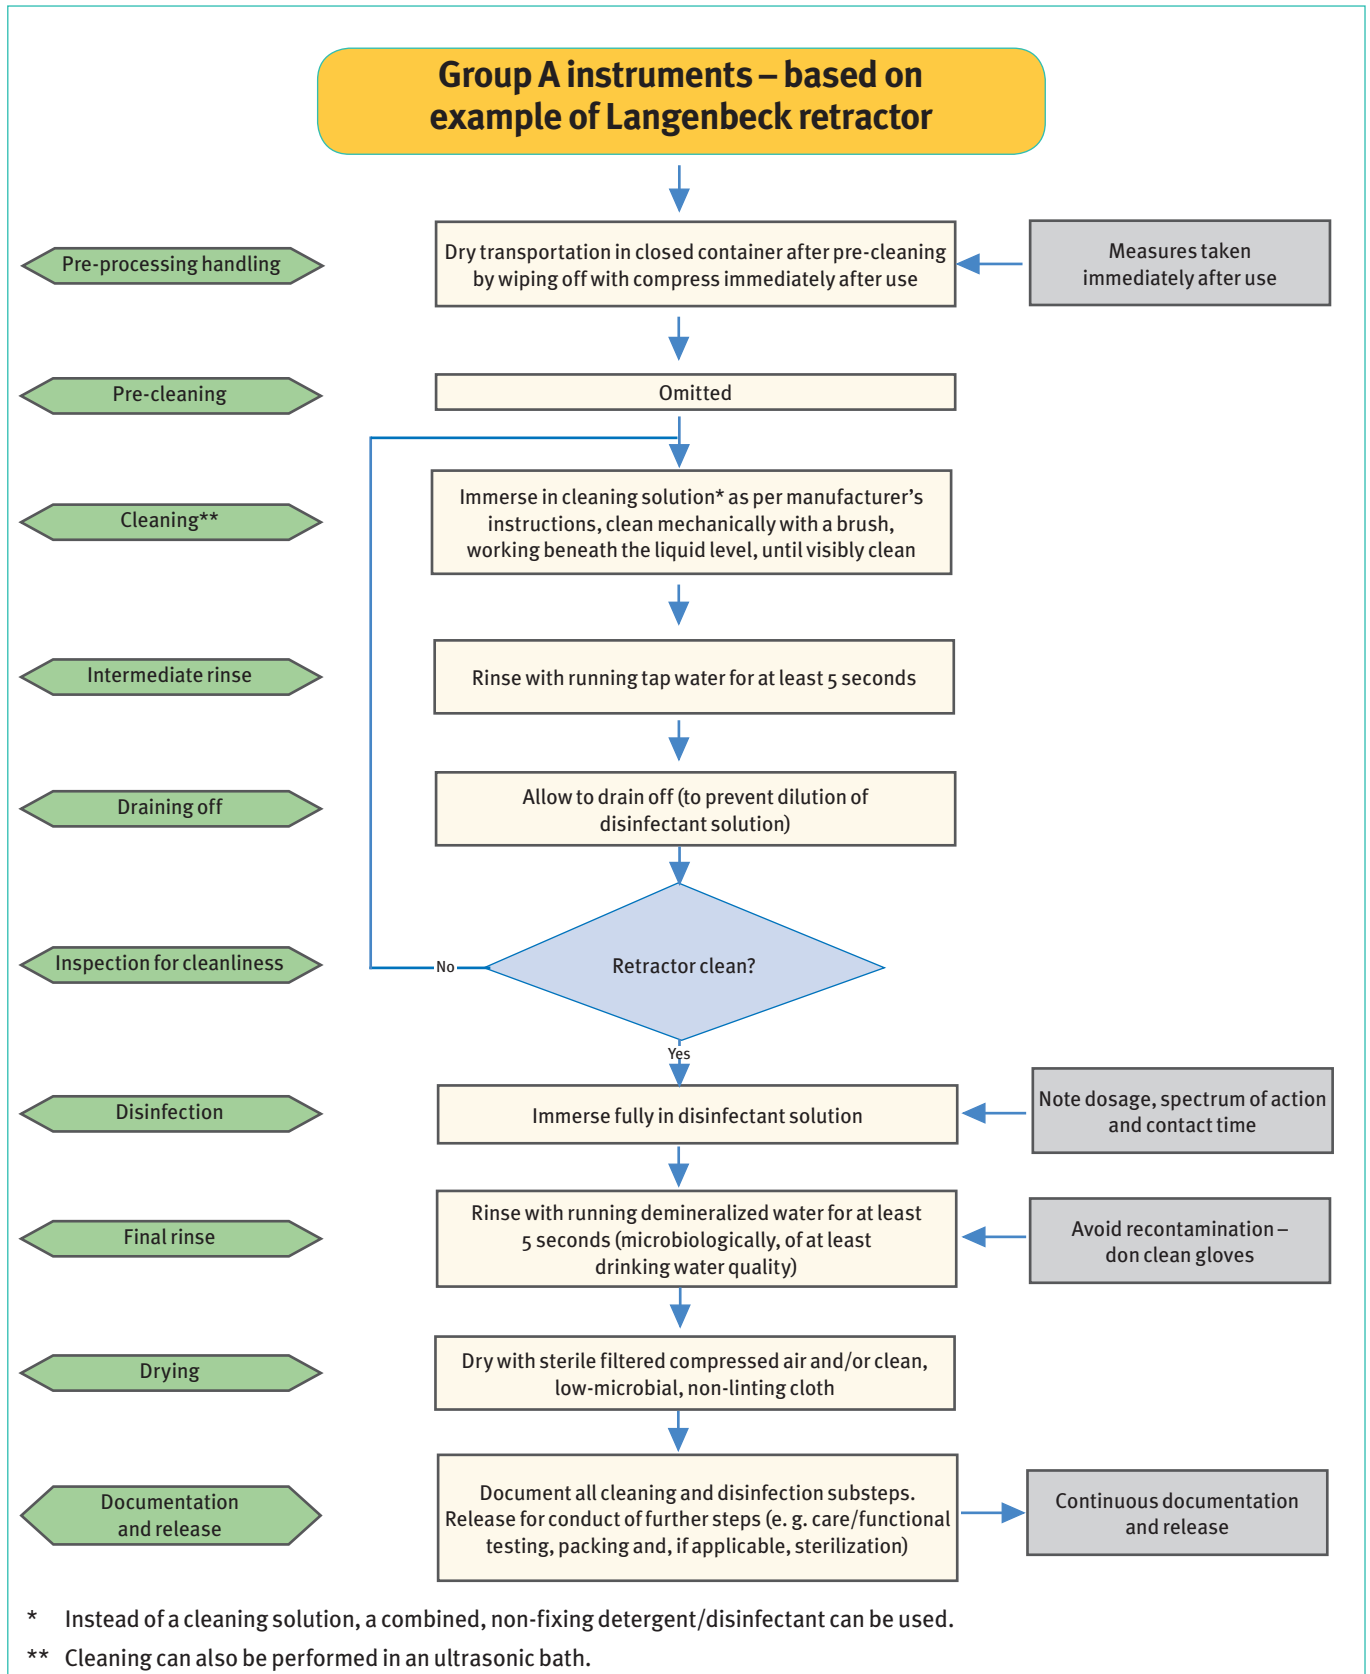 Group A instruments – based on
example of Langenbeck retractor
Pre-processing handling
Dry transportation in closed container after pre-cleaning
by wiping off with compress immediately after use
Measures taken
immediately after use
Pre-cleaning
Omitted
Cleaning**
Immerse in cleaning solution* as per manufacturer’s
instructions, clean mechanically with a brush,
working beneath the liquid level, until visibly clean
Intermediate rinse
Rinse with running tap water for at least 5 seconds
Draining off
Allow to drain off (to prevent dilution of
disinfectant solution)
Inspection for cleanliness
No
Retractor clean?
Yes
Disinfection
Immerse fully in disinfectant solution
Note dosage, spectrum of action
and contact time
Final rinse
Rinse with running demineralized water for at least
5 seconds (microbiologically, of at least
drinking water quality)
Avoid recontamination –
don clean gloves
Drying
Dry with sterile filtered compressed air and/or clean,
low-microbial, non-linting cloth
Documentation
and release
Document all cleaning and disinfection substeps.
Release for conduct of further steps (e. g. care/functional
testing, packing and, if applicable, sterilization)
Continuous documentation
and release
* Instead of a cleaning solution, a combined, non-fixing detergent/disinfectant can be used.
** Cleaning can also be performed in an ultrasonic bath.